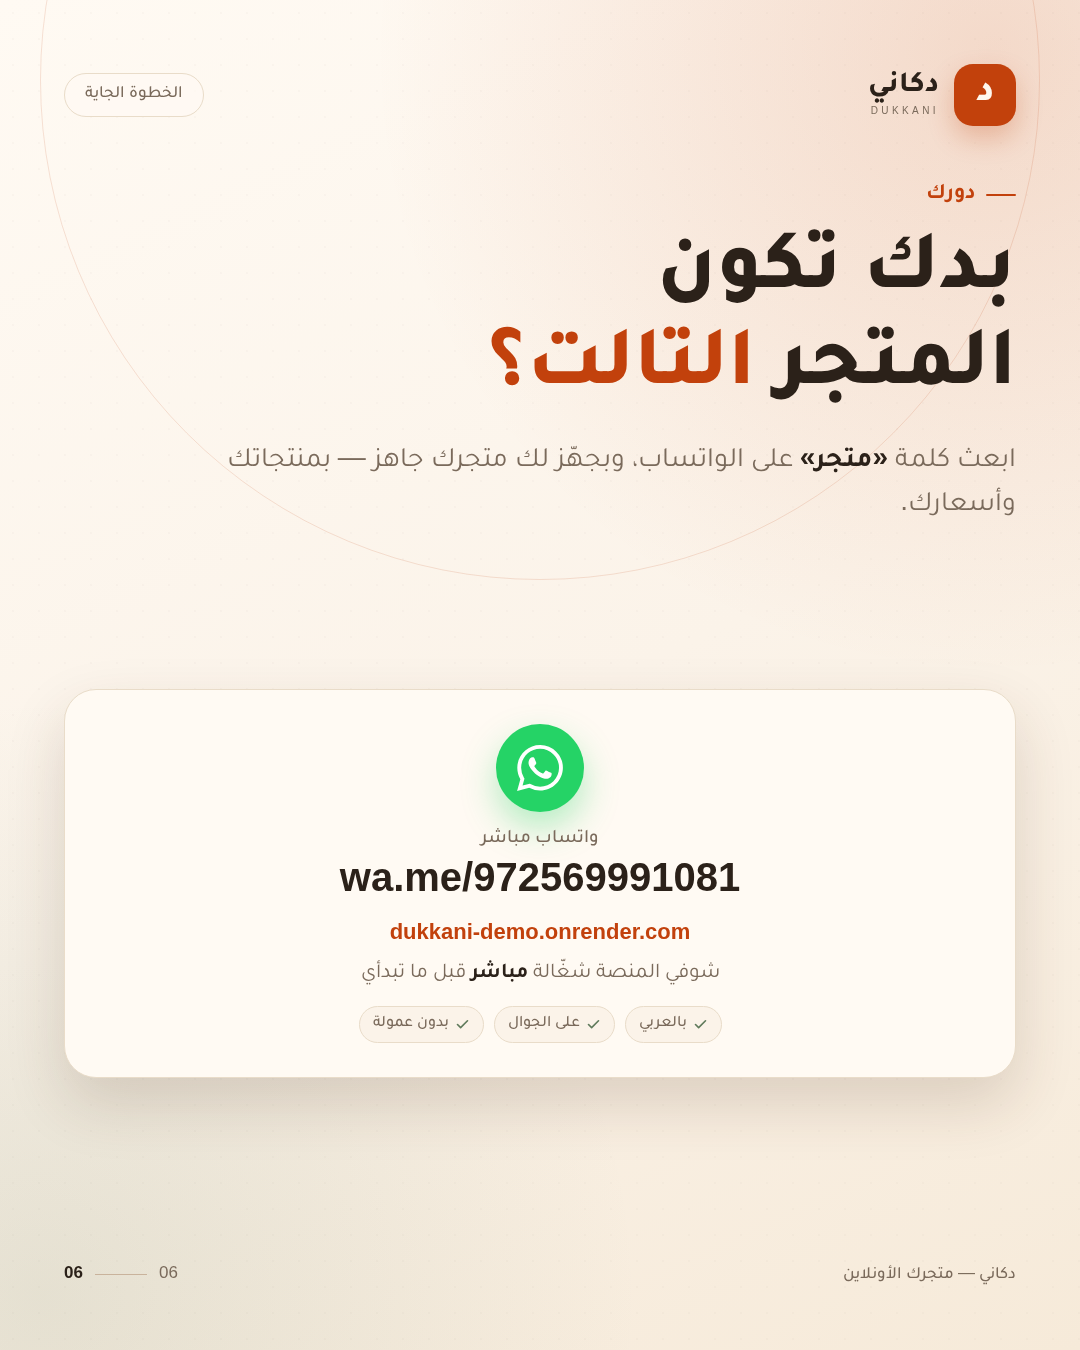 د
دكاني
DUKKANI
الخطوة الجاية
دورك
بدك تكون
المتجر التالت؟
ابعث كلمة «متجر» على الواتساب، وبجهّز لك متجرك جاهز — بمنتجاتك
وأسعارك.
واتساب مباشر
wa.me/972569991081
dukkani-demo.onrender.com
شوفي المنصة شغّالة مباشر قبل ما تبدأي
بالعربي
على الجوال
بدون عمولة
دكاني — متجرك الأونلاين
06 — 06